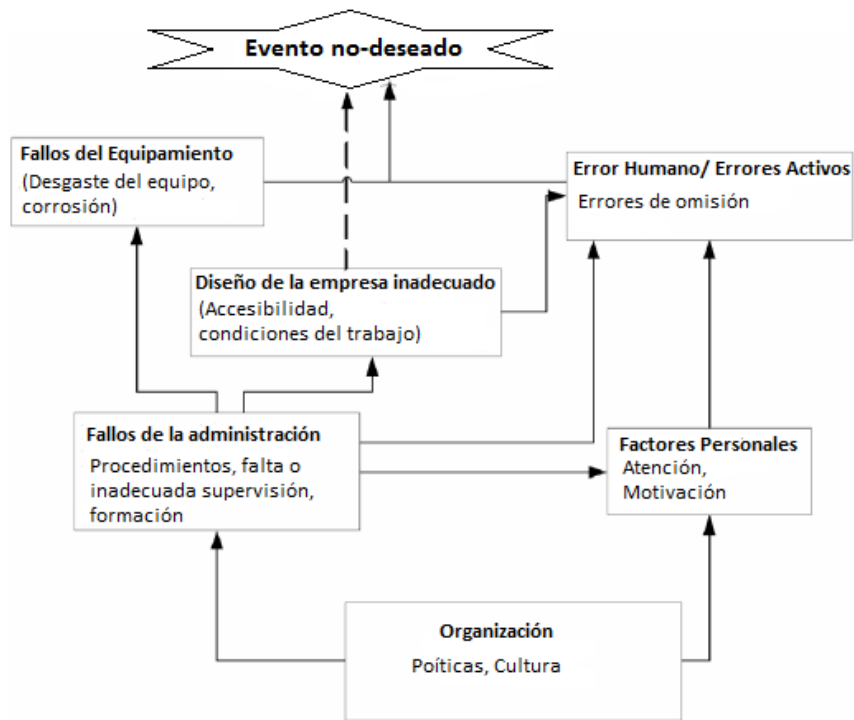 Evento no-deseado
Fallos del Equipamiento
(Desgaste del equipo,
corrosión)
Error Humano/ Errores Activos
Errores de omisión
Diseño de la empresa inadecuado
(Accesibilidad,
condiciones del trabajo)
Fallos de la administración
Procedimientos, falta o
inadecuada supervisión,
formación
Factores Personales
Atención,
Motivación
Organización
Poíticas, Cultura